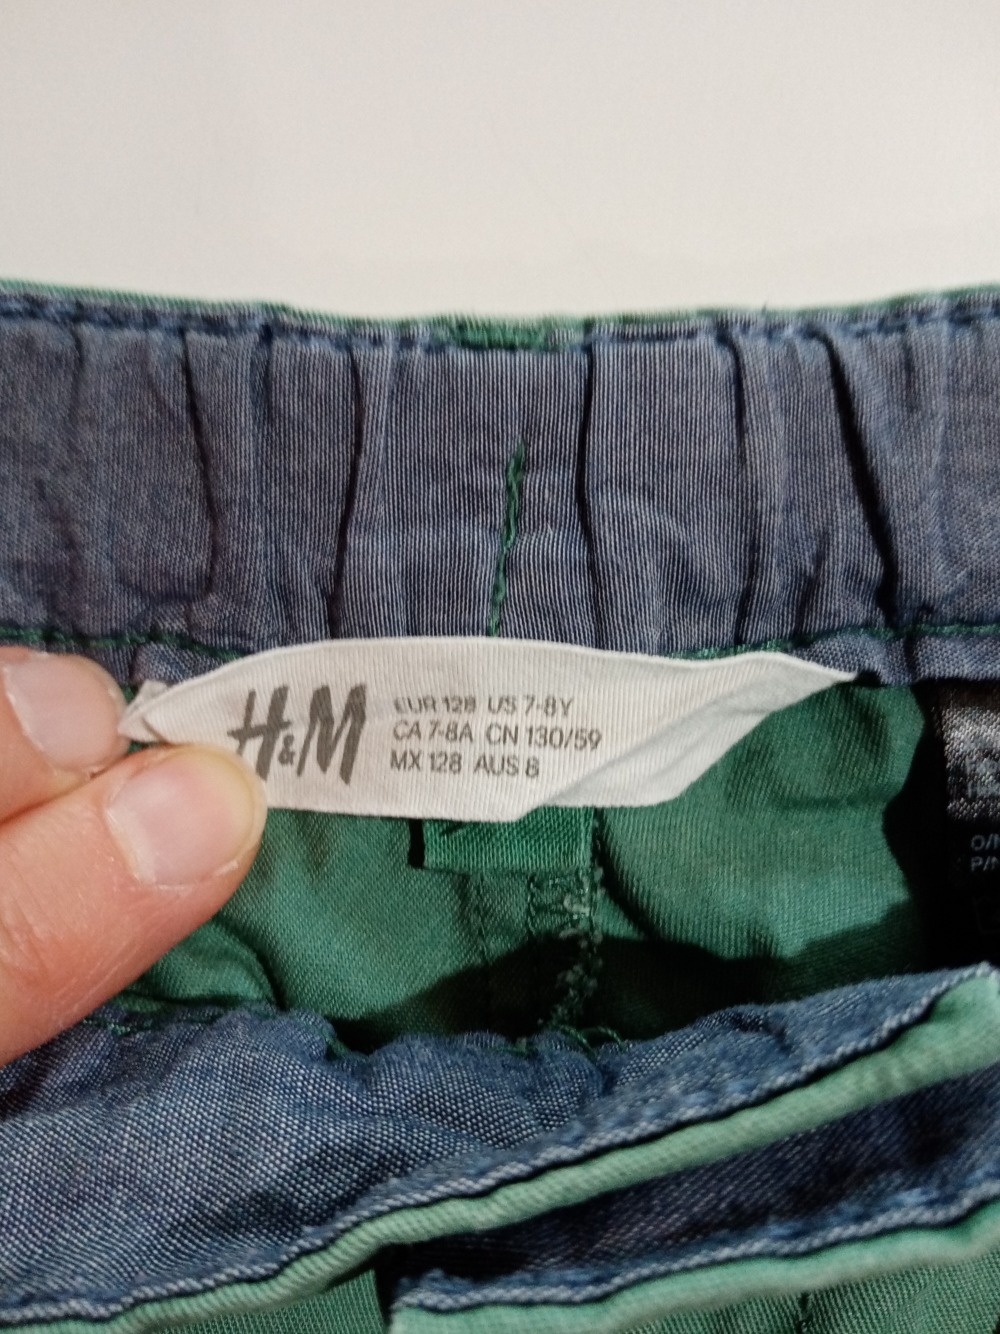 H&M
EUR 128 US 7-8Y
CA 7-8A CN 130/59
MX 128 AUS 8
O/
P/